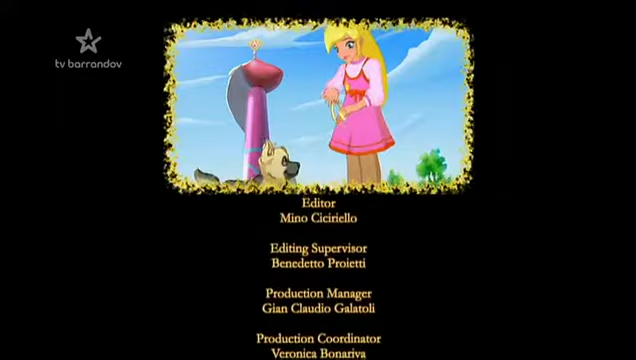 tv barrandov
Editor
Mino Ciciriello
Editing Supervisor
Benedetto Proietti
Production Manager
Gian Claudio Galatoli
Production Coordinator
Veronica Bonariva